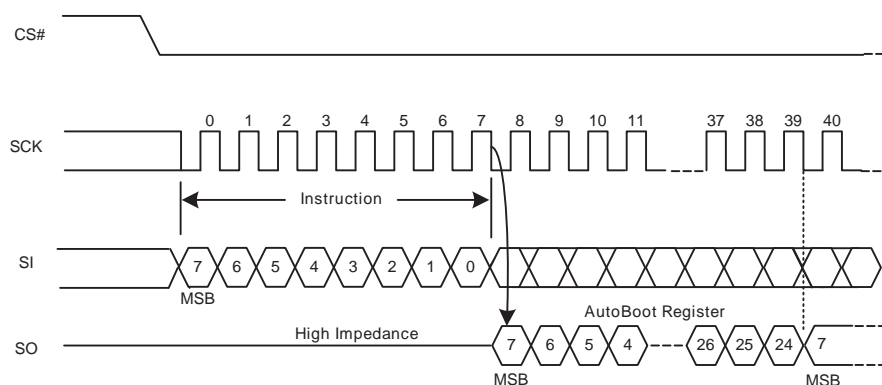 CS#
0 1 2 3 4 5 6 7 8 9 10 11 37 38 39 40
SCK
Instruction
SI
7 6 5 4 3 2 1 0
MSB
AutoBoot Register
High Impedance
SO
7 6 5 4 26 25 24 7
MSB MSB